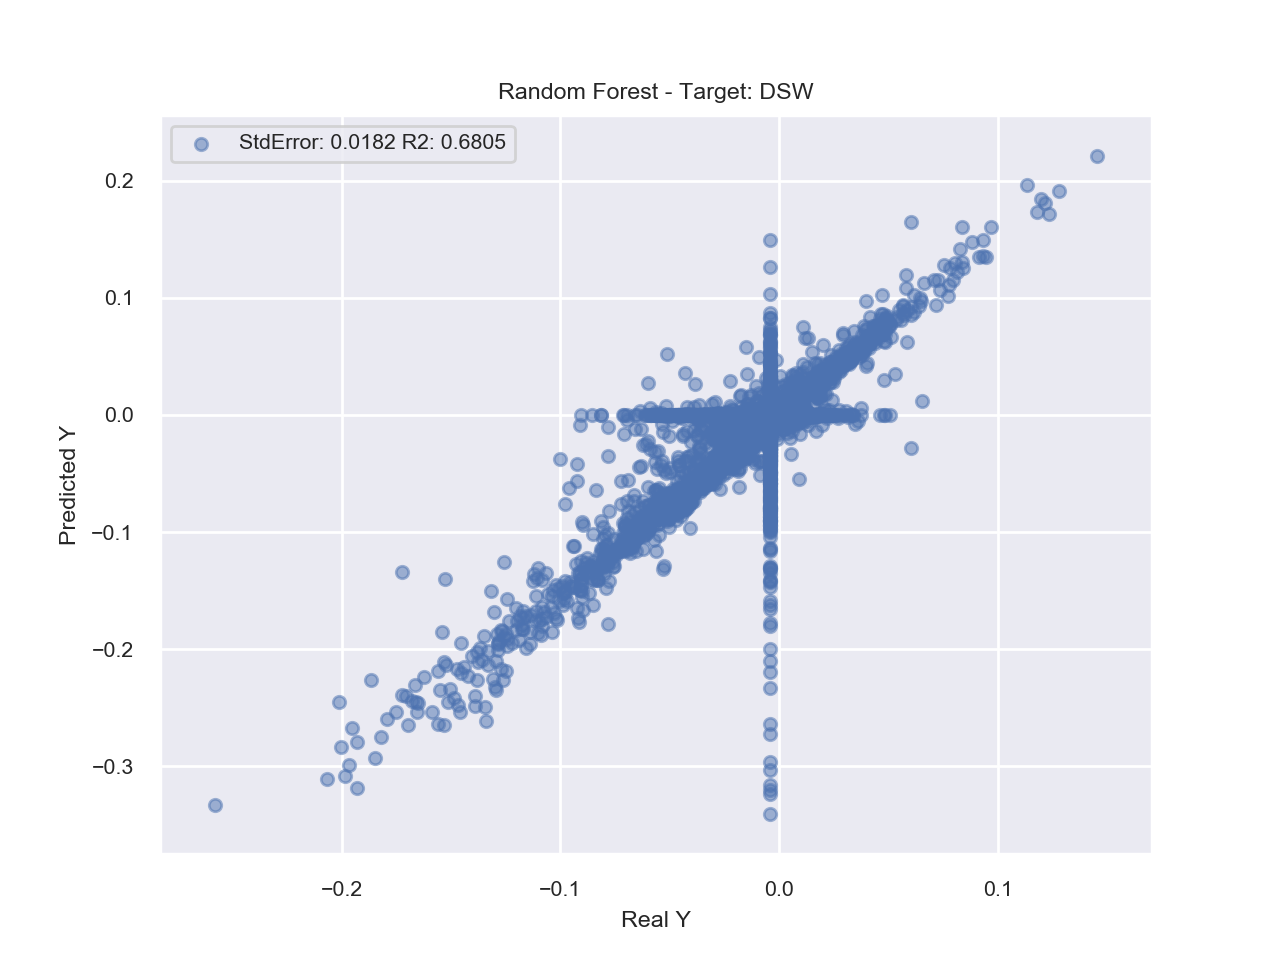 Random Forest - Target: DSW
StdError: 0.0182 R2: 0.6805
0.2
0.1
0.0
−0.1
−0.2
−0.3
Predicted Y
−0.2 −0.1 0.0 0.1
Real Y